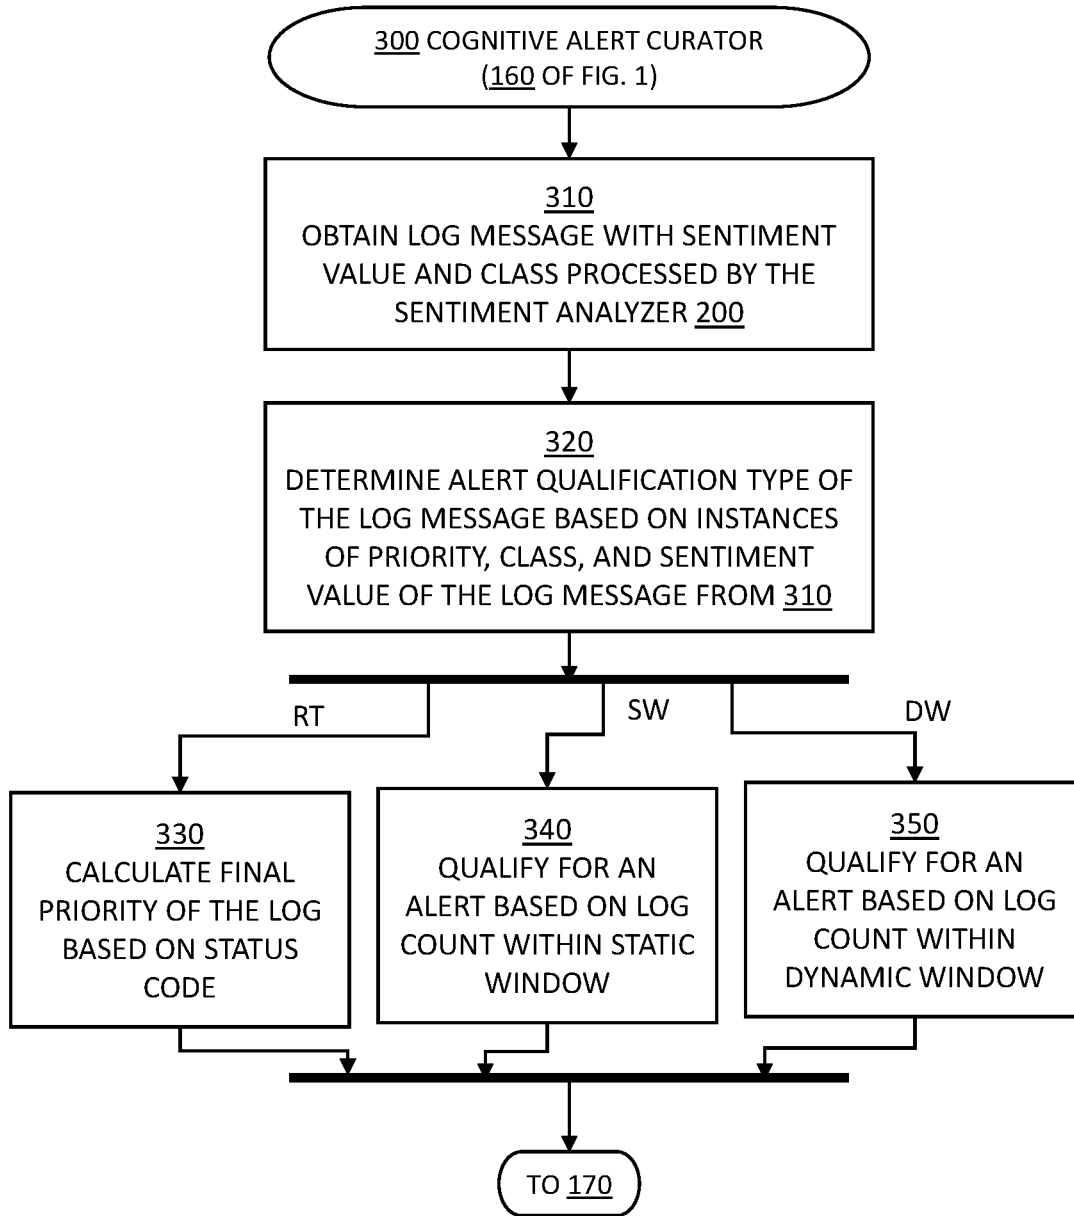 300 COGNITIVE ALERT CURATOR
(160 OF FIG. 1)
310
OBTAIN LOG MESSAGE WITH SENTIMENT
VALUE AND CLASS PROCESSED BY THE
SENTIMENT ANALYZER 200
320
DETERMINE ALERT QUALIFICATION TYPE OF
THE LOG MESSAGE BASED ON INSTANCES
OF PRIORITY, CLASS, AND SENTIMENT
VALUE OF THE LOG MESSAGE FROM 310
RT
SW
DW
330
CALCULATE FINAL
PRIORITY OF THE LOG
BASED ON STATUS
CODE
340
QUALIFY FOR AN
ALERT BASED ON LOG
COUNT WITHIN STATIC
WINDOW
350
QUALIFY FOR AN
ALERT BASED ON LOG
COUNT WITHIN
DYNAMIC WINDOW
TO 170